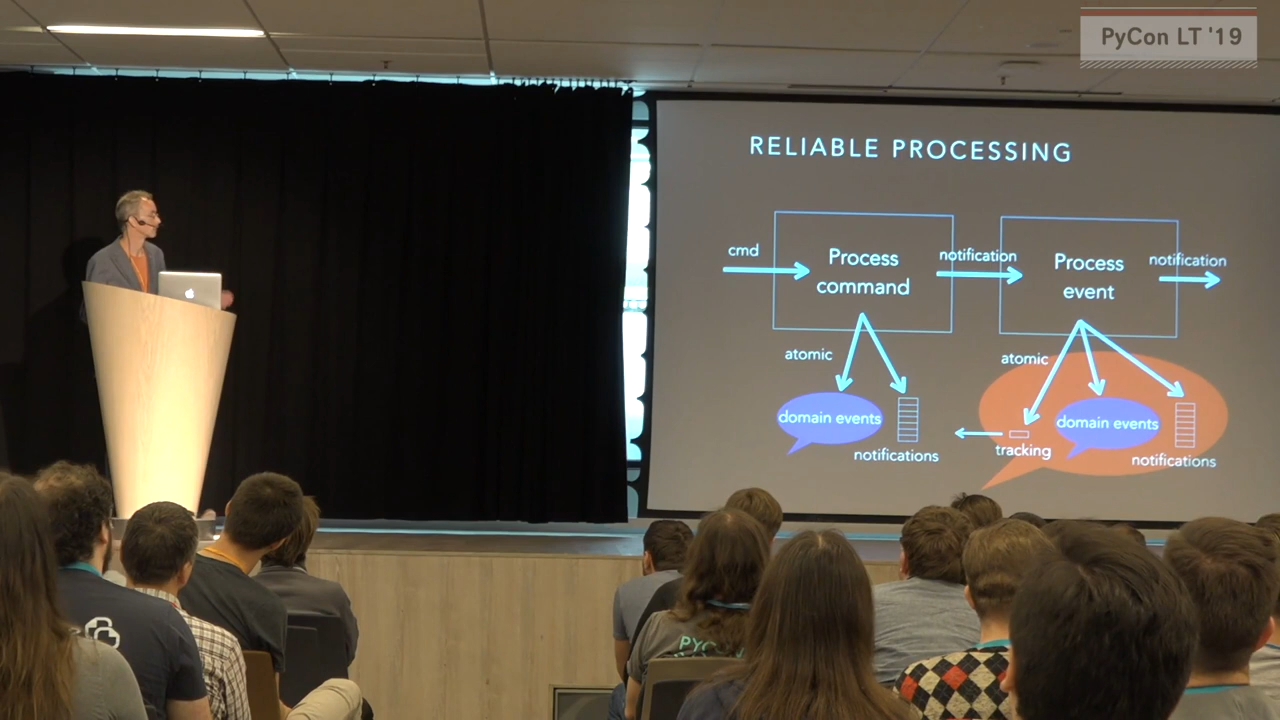 PyCon LT '19
RELIABLE PROCESSING
cmd
Process
command
notification
Process
event
notification
atomic
atomic
domain events
notifications
tracking
domain events
notifications
PYC